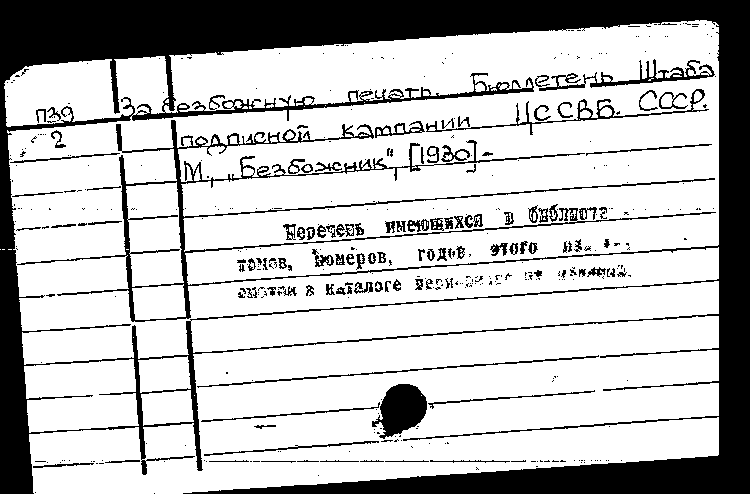 За безбожную печать. Бюллетень Штаба
П39
2
подписной кампании ЦС СВБ. СССР.
М., „Безбожник“, [1930]-
Перечень имеющихся в
томов, номеров, годов этого
смотри в каталоге